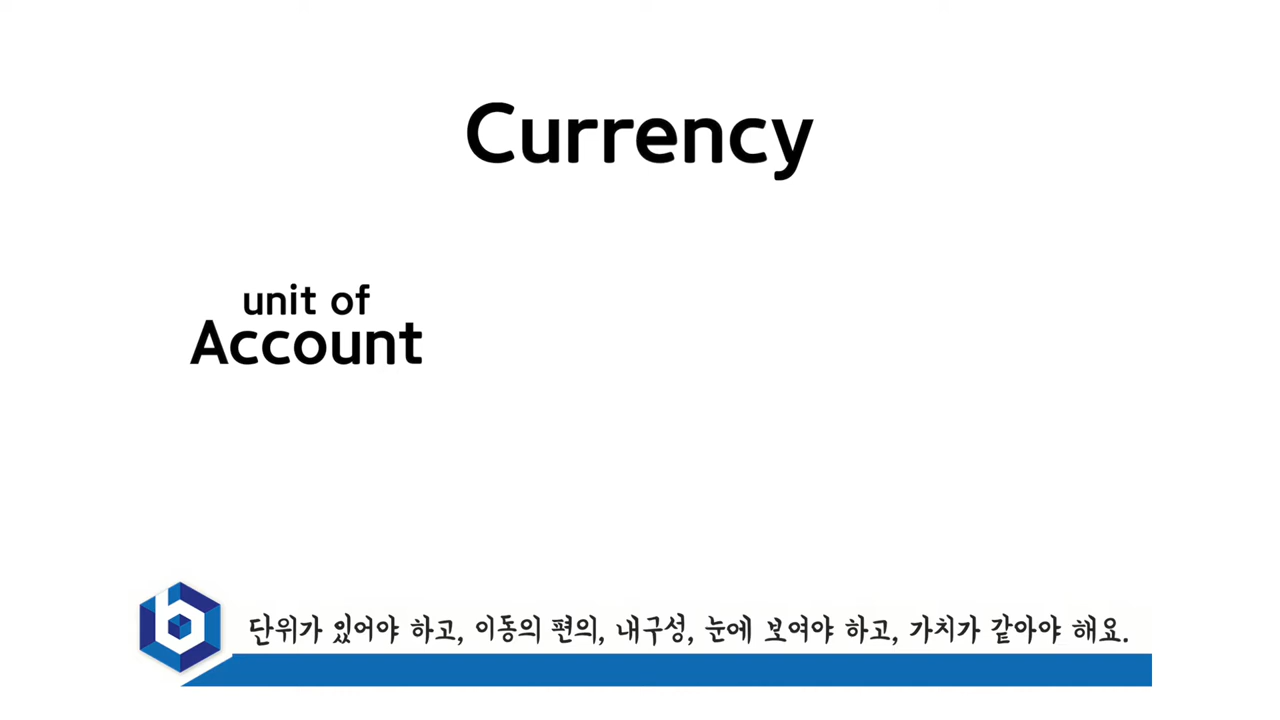 Currency
unit of
Account
단위가 있어야 하고, 이동의 편의, 내구성, 눈에 보여야 하고, 가치가 같아야 해요.